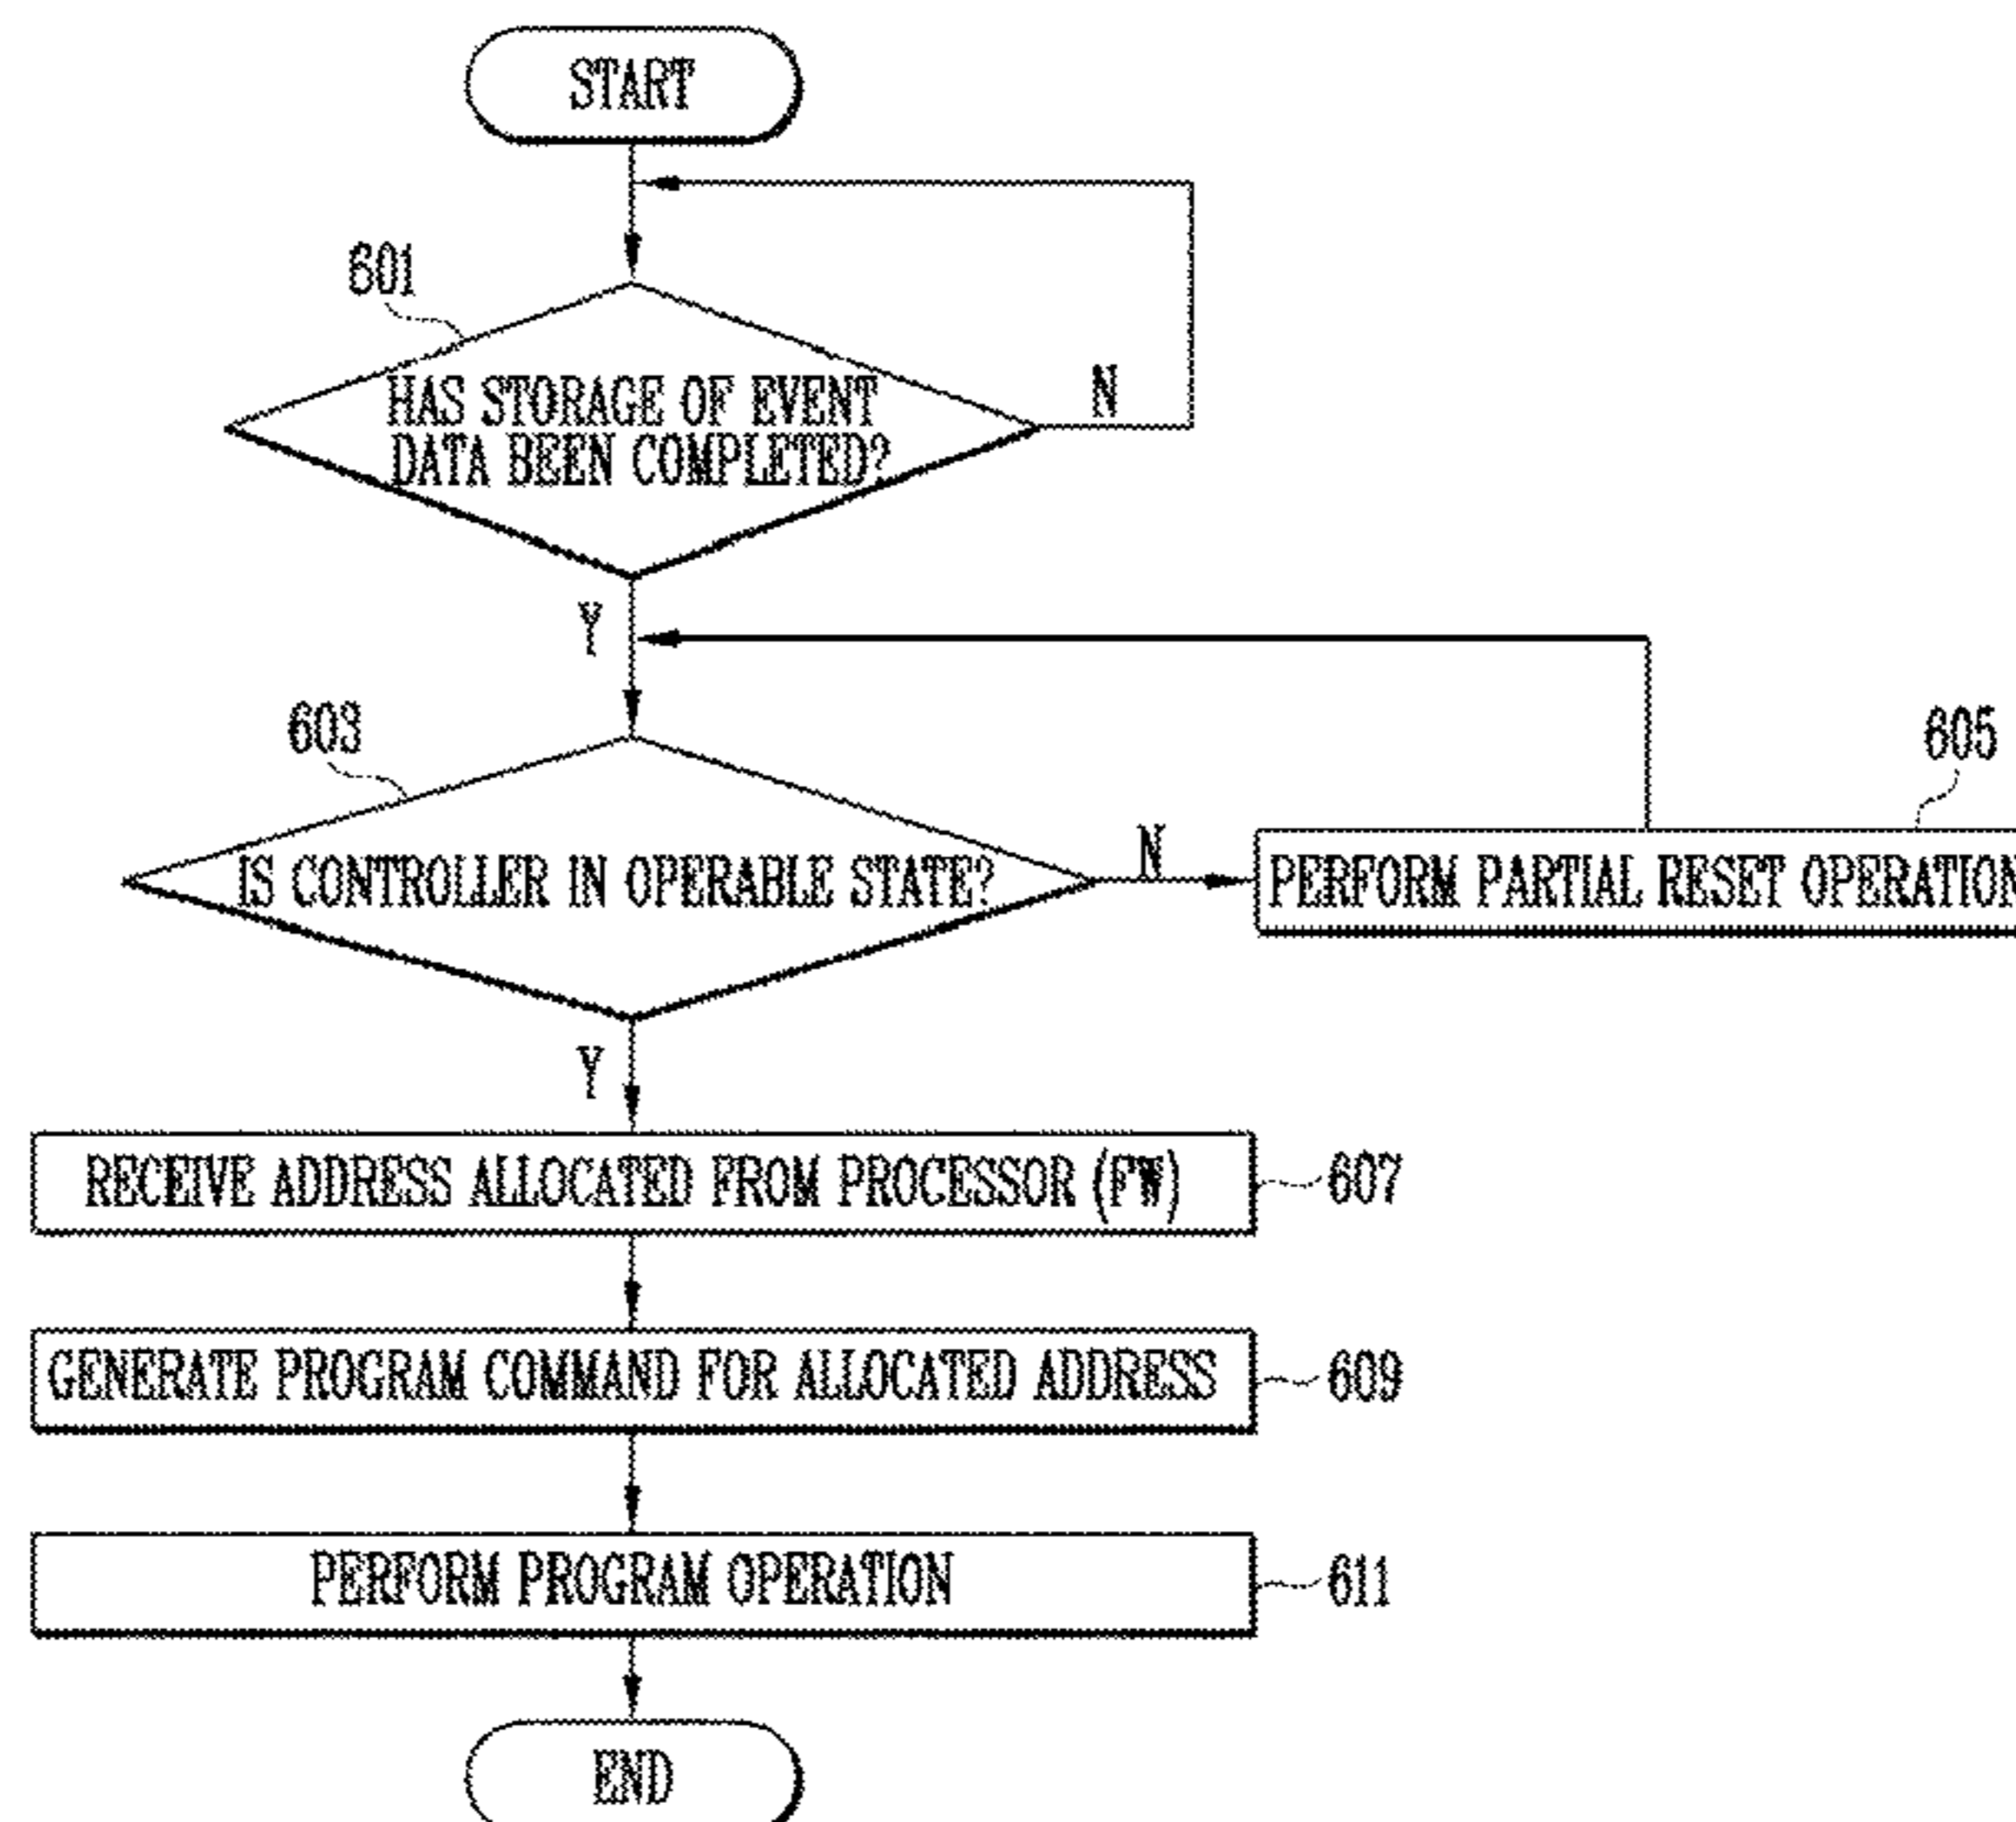 START
601
HAS STORAGE OF EVENT
DATA BEEN COMPLETED?
N
Y
603
IS CONTROLLER IN OPERABLE STATE?
N
605
PERFORM PARTIAL RESET OPERATION
Y
RECEIVE ADDRESS ALLOCATED FROM PROCESSOR (FW)
607
GENERATE PROGRAM COMMAND FOR ALLOCATED ADDRESS
609
PERFORM PROGRAM OPERATION
611
END